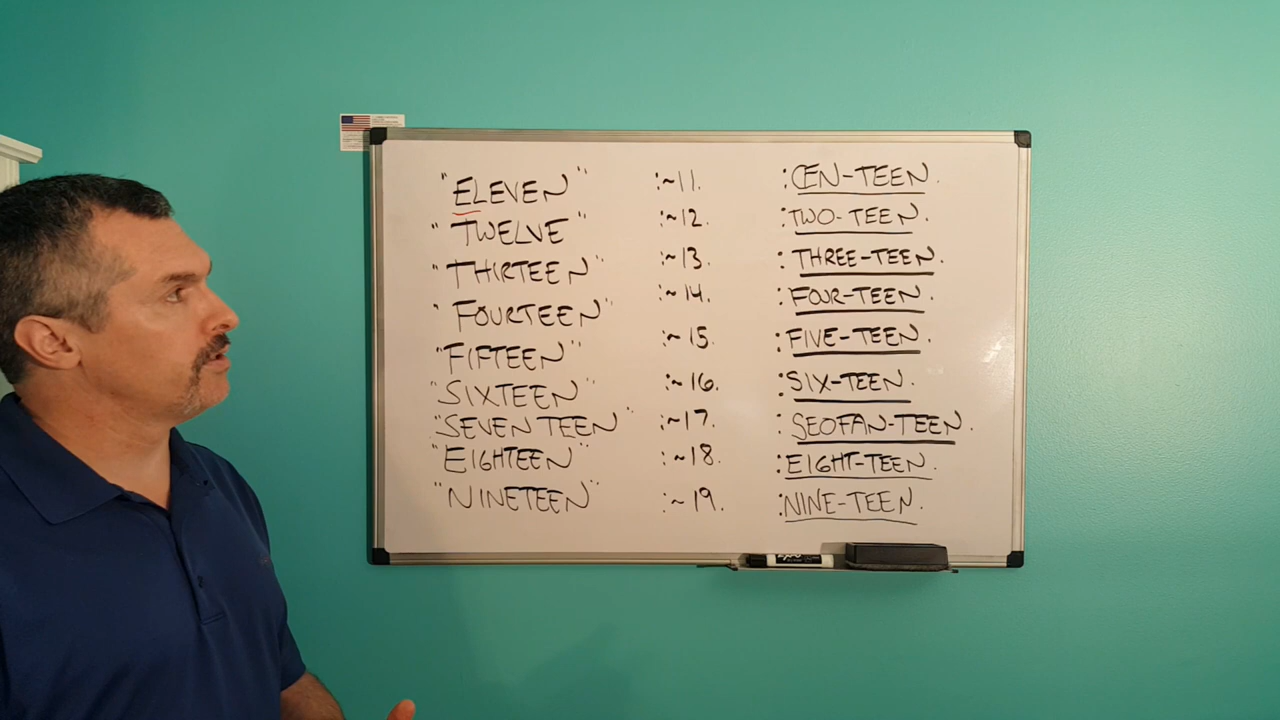 "ELEVEN" :~11. :CEN-TEEN.
"TWELVE" :~12. :TWO-TEEN.
"THIRTEEN" :~13. :THREE-TEEN.
"FOURTEEN" :~14. :FOUR-TEEN.
"FIFTEEN" :~15. :FIVE-TEEN.
"SIXTEEN" :~16. :SIX-TEEN.
"SEVENTEEN" :~17. :SEOFAN-TEEN.
"EIGHTEEN" :~18. :EIGHT-TEEN.
"NINETEEN" :~19. :NINE-TEEN.